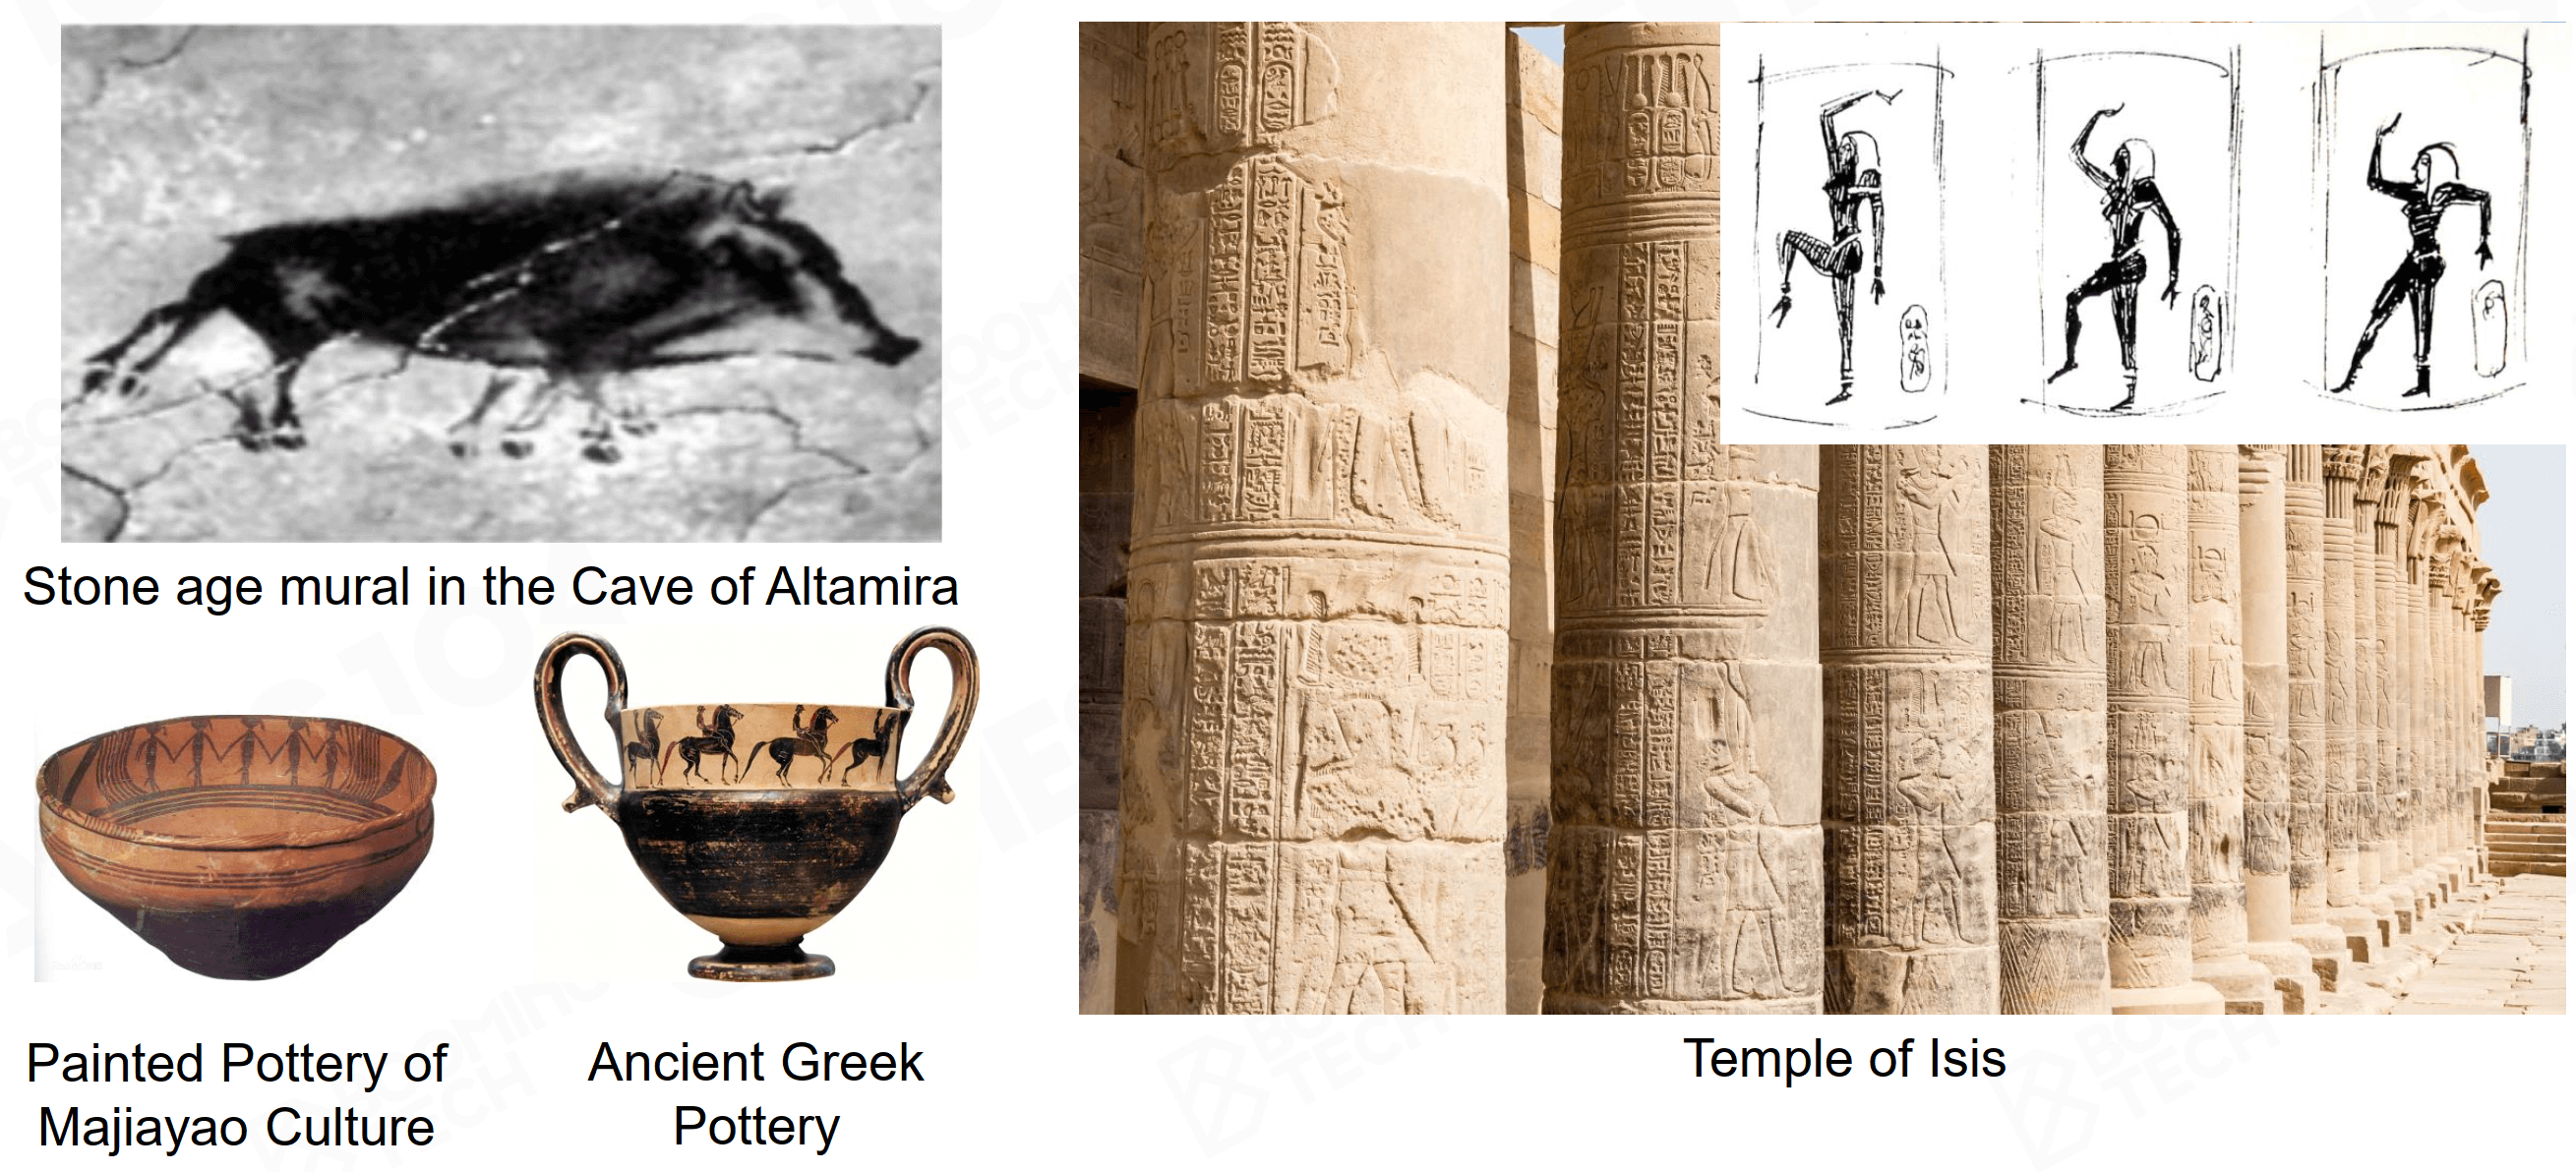 Stone age mural in the Cave of Altamira
Painted Pottery of
Majiayao Culture
Ancient Greek
Pottery
Temple of Isis